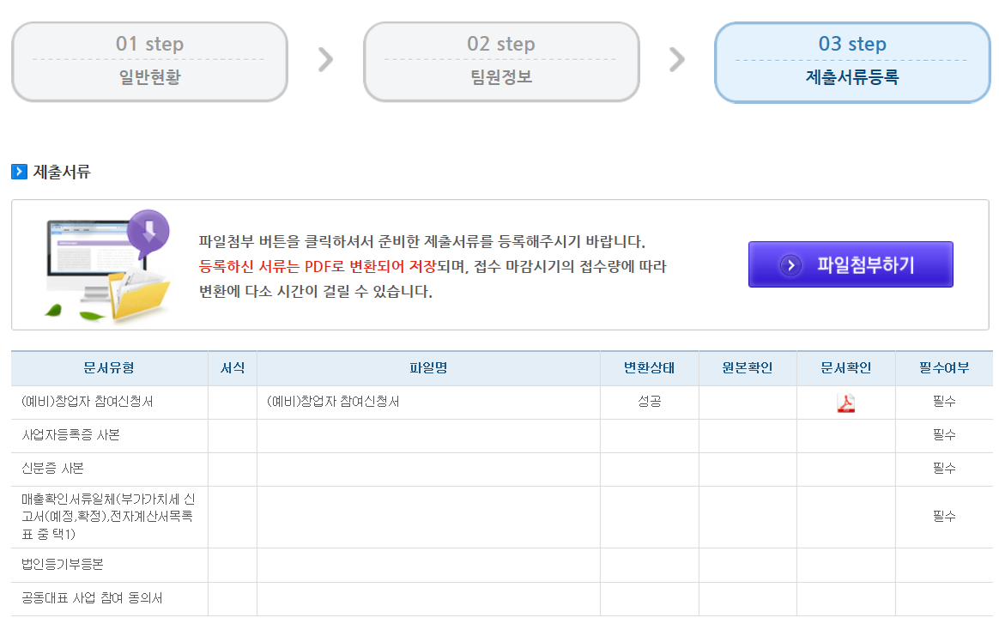 01 step
일반현황
02 step
팀원정보
03 step
제출서류등록
제출서류
파일첨부 버튼을 클릭하셔서 준비한 제출서류를 등록해주시기 바랍니다.
등록하신 서류는 PDF로 변환되어 저장되며, 접수 마감시기의 접수량에 따라
변환에 다소 시간이 걸릴 수 있습니다.
파일첨부하기
문서유형 서식 파일명 변환상태 원본확인 문서확인 필수여부
(예비)창업자 참여신청서 (예비)창업자 참여신청서 성공 필수
사업자등록증 사본 필수
신분증 사본 필수
매출확인서류일체(부가가치세 신
고서(예정,확정),전자계산서목록
표 중 택1) 필수
법인등기부등본
공동대표 사업 참여 동의서